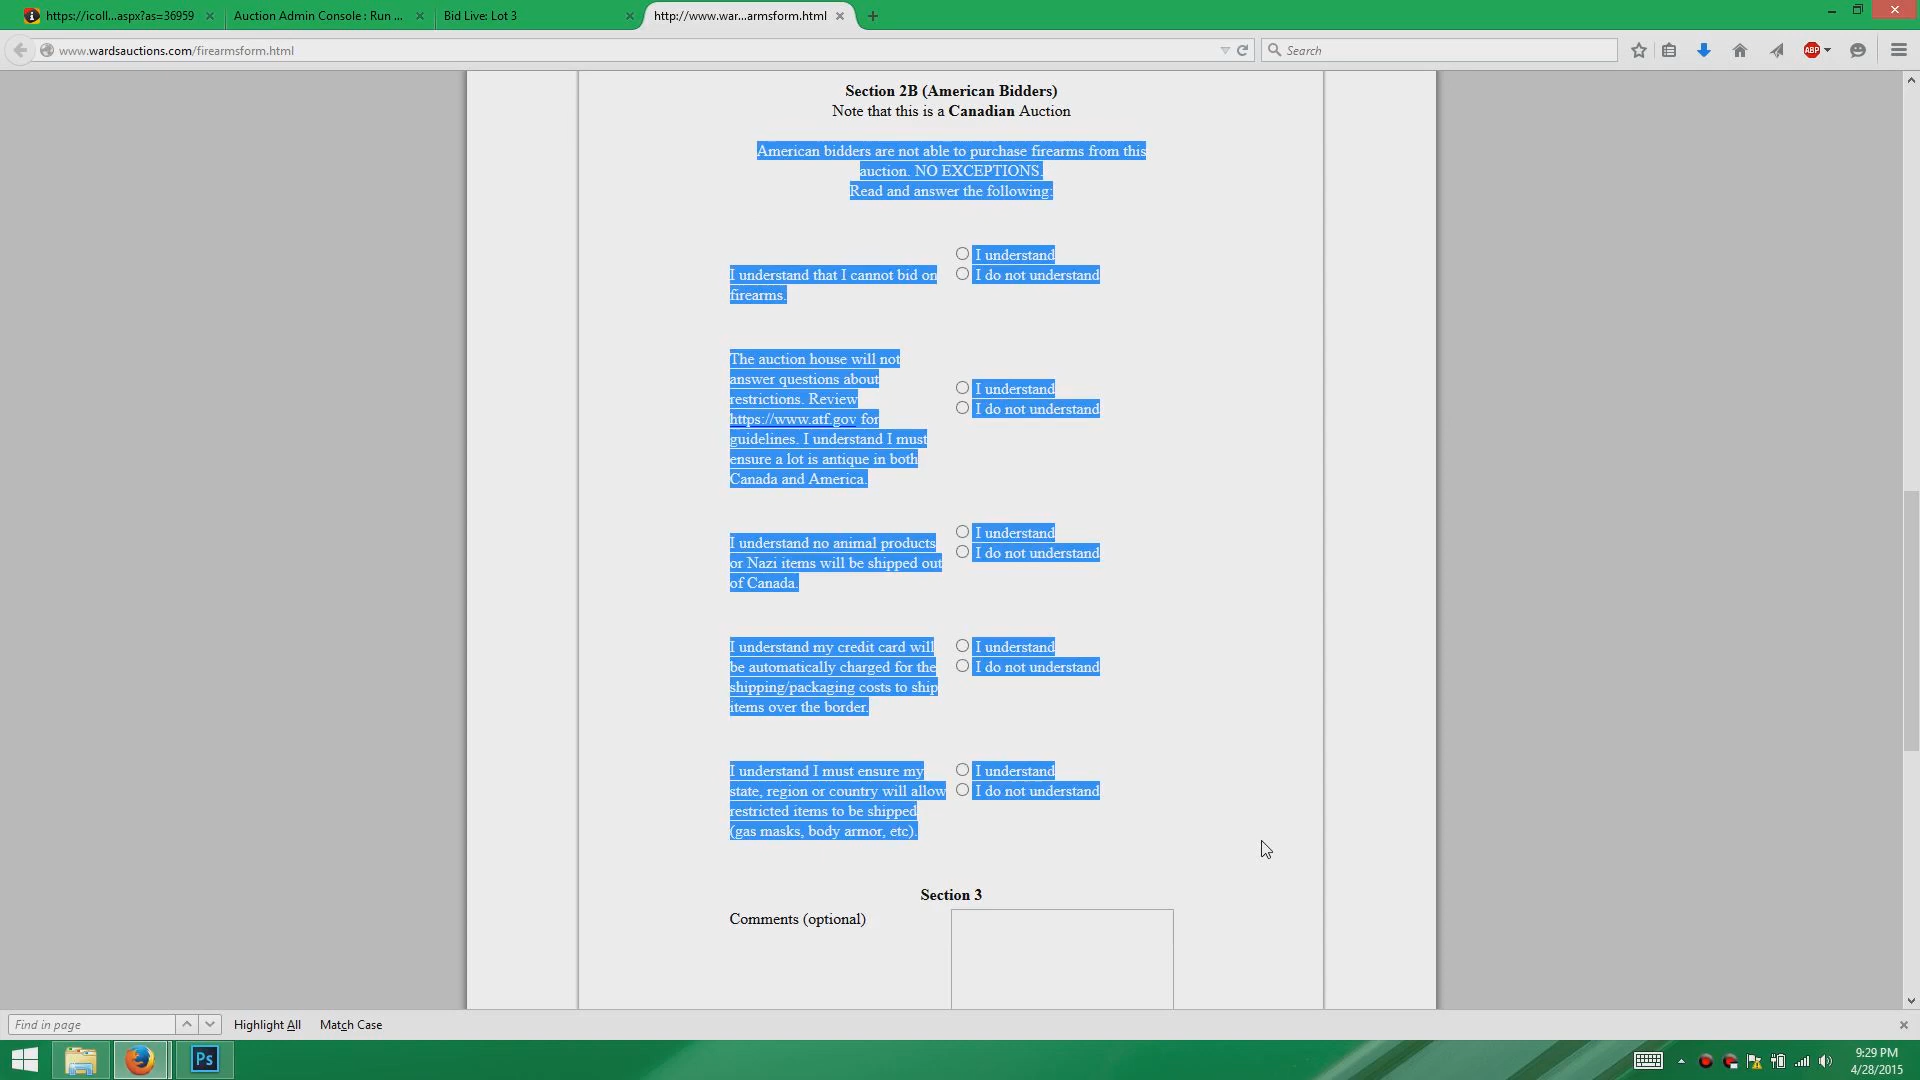 https://icoll...aspx?as=36959
Auction Admin Console : Run ...
Bid Live: Lot 3
http://www.war...armsform.html
www.wardsauctions.com/firearmsform.html
Search
ABP
Section 2B (American Bidders)
Note that this is a Canadian Auction
American bidders are not able to purchase firearms from this
auction. NO EXCEPTIONS.
Read and answer the following:
I understand that I cannot bid on
firearms.
I understand
I do not understand
The auction house will not
answer questions about
restrictions. Review
https://www.atf.gov for
guidelines. I understand I must
ensure a lot is antique in both
Canada and America.
I understand
I do not understand
I understand no animal products
or Nazi items will be shipped out
of Canada.
I understand
I do not understand
I understand my credit card will
be automatically charged for the
shipping/packaging costs to ship
items over the border.
I understand
I do not understand
I understand I must ensure my
state, region or country will allow
restricted items to be shipped
(gas masks, body armor, etc).
I understand
I do not understand
Section 3
Comments (optional)
Find in page
Highlight All
Match Case
Ps
9:29 PM
4/28/2015